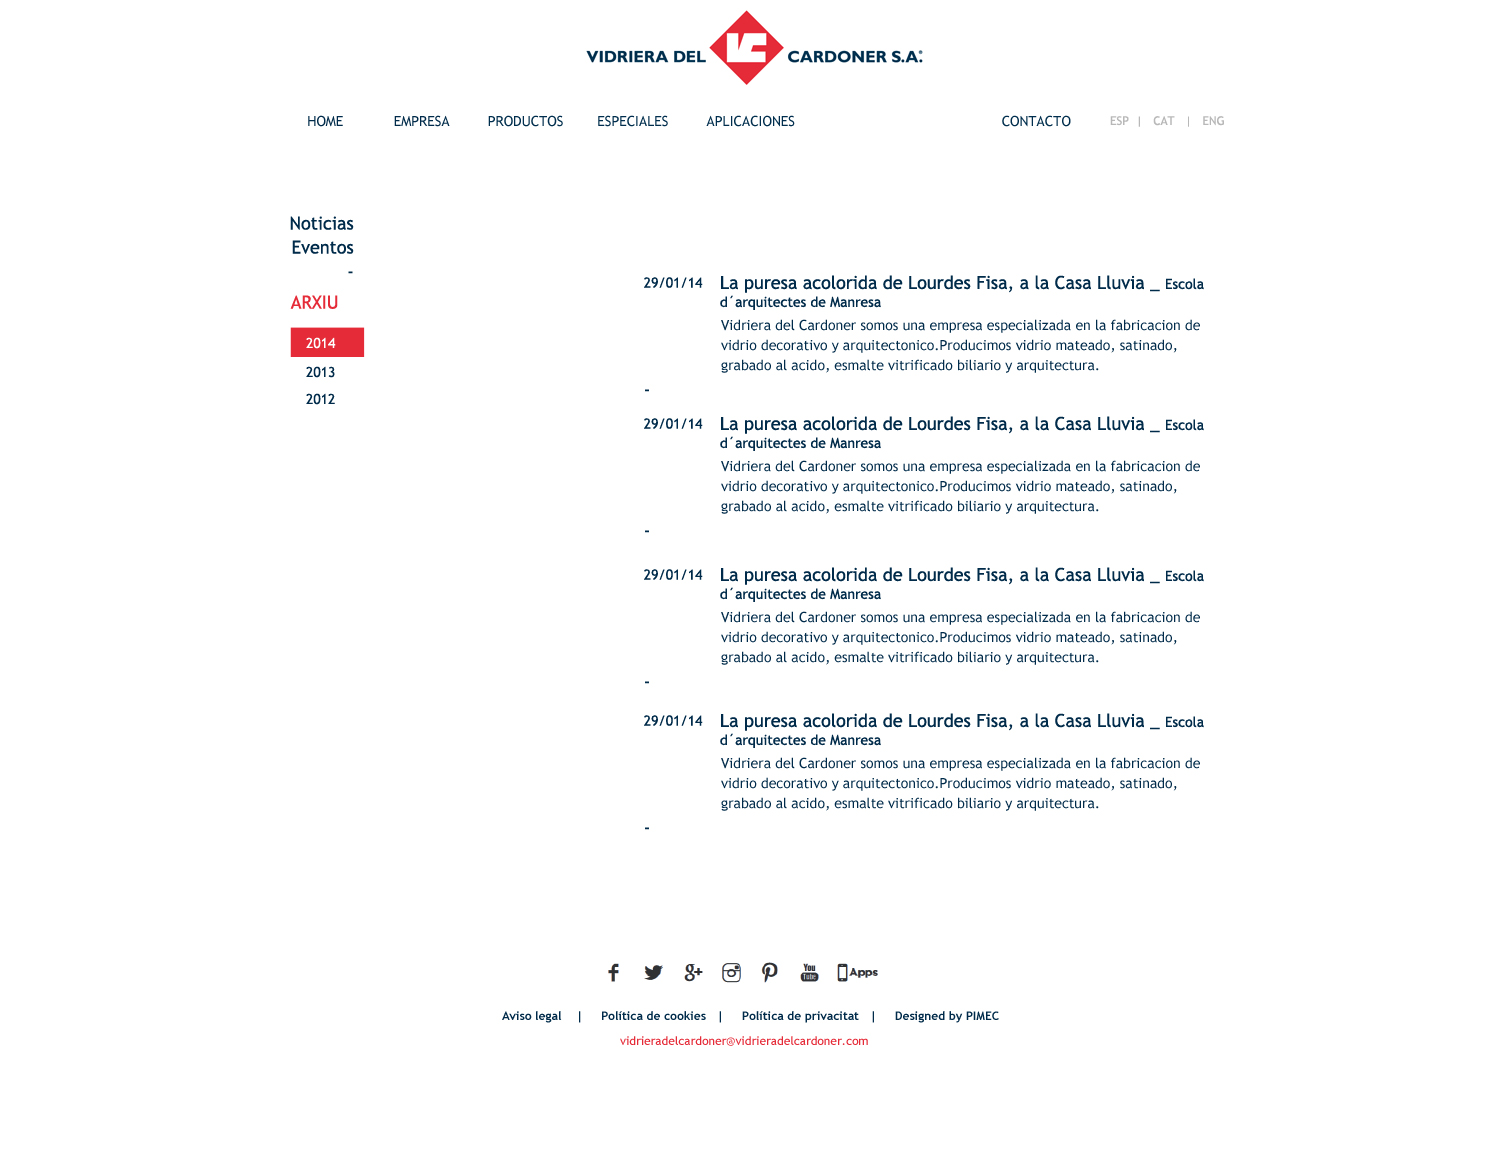 VIDRIERA DEL CARDONER S.A.
HOME EMPRESA PRODUCTOS ESPECIALES APLICACIONES CONTACTO ESP | CAT | ENG
Noticias
Eventos
-
ARXIU
2014
2013
2012
29/01/14 La puresa acolorida de Lourdes Fisa, a la Casa Lluvia _ Escola
d´arquitectes de Manresa
Vidriera del Cardoner somos una empresa especializada en la fabricacion de
vidrio decorativo y arquitectonico.Producimos vidrio mateado, satinado,
grabado al acido, esmalte vitrificado biliario y arquitectura.
-
29/01/14 La puresa acolorida de Lourdes Fisa, a la Casa Lluvia _ Escola
d´arquitectes de Manresa
Vidriera del Cardoner somos una empresa especializada en la fabricacion de
vidrio decorativo y arquitectonico.Producimos vidrio mateado, satinado,
grabado al acido, esmalte vitrificado biliario y arquitectura.
-
29/01/14 La puresa acolorida de Lourdes Fisa, a la Casa Lluvia _ Escola
d´arquitectes de Manresa
Vidriera del Cardoner somos una empresa especializada en la fabricacion de
vidrio decorativo y arquitectonico.Producimos vidrio mateado, satinado,
grabado al acido, esmalte vitrificado biliario y arquitectura.
-
29/01/14 La puresa acolorida de Lourdes Fisa, a la Casa Lluvia _ Escola
d´arquitectes de Manresa
Vidriera del Cardoner somos una empresa especializada en la fabricacion de
vidrio decorativo y arquitectonico.Producimos vidrio mateado, satinado,
grabado al acido, esmalte vitrificado biliario y arquitectura.
-
You Tube Apps
Aviso legal | Política de cookies | Política de privacitat | Designed by PIMEC
vidrieradelcardoner@vidrieradelcardoner.com